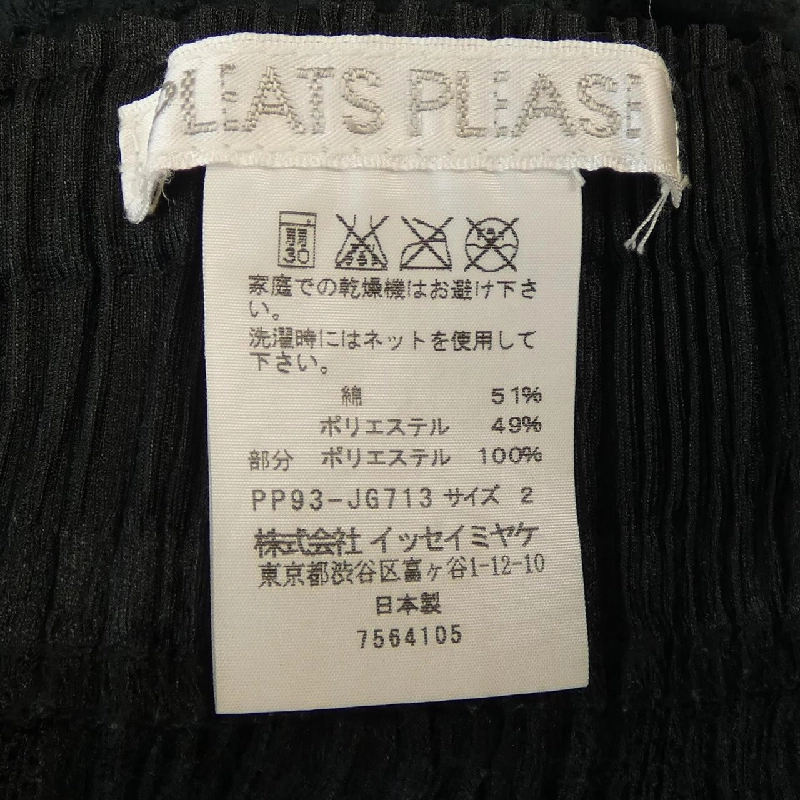 PLEATS PLEASE
弱
30
家庭での乾燥機はお避け下さ
い。
洗濯時にはネットを使用して
下さい。
綿 51%
ポリエステル 49%
部分 ポリエステル 100%
PP93-JG713 サイズ 2
株式会社 イッセイミヤケ
東京都渋谷区富ヶ谷1-12-10
日本製
7564105